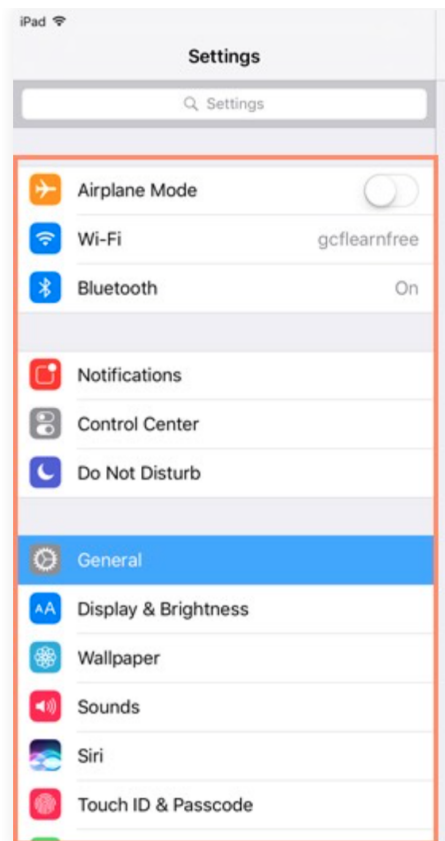 iPad
Settings
Settings
Airplane Mode
Wi-Fi gcflearnfree
Bluetooth On
Notifications
Control Center
Do Not Disturb
General
AA Display & Brightness
Wallpaper
Sounds
Siri
Touch ID & Passcode